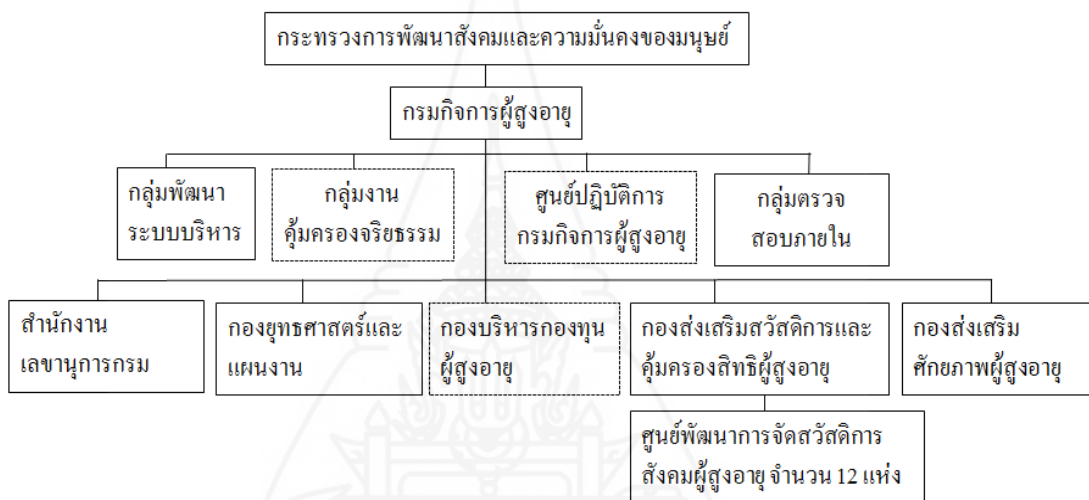 กระทรวงการพัฒนาสังคมและความมั่นคงของมนุษย์
กรมกิจการผู้สูงอายุ
กลุ่มพัฒนา
ระบบบริหาร
กลุ่มงาน
คุ้มครองจริยธรรม
ศูนย์ปฏิบัติการ
กรมกิจการผู้สูงอายุ
กลุ่มตรวจ
สอบภายใน
สำนักงาน
เลขานุการกรม
กองยุทธศาสตร์และ
แผนงาน
กองบริหารกองทุน
ผู้สูงอายุ
กองส่งเสริมสวัสดิการและ
คุ้มครองสิทธิผู้สูงอายุ
กองส่งเสริม
ศักยภาพผู้สูงอายุ
ศูนย์พัฒนาการจัดสวัสดิการ
สังคมผู้สูงอายุ จำนวน 12 แห่ง